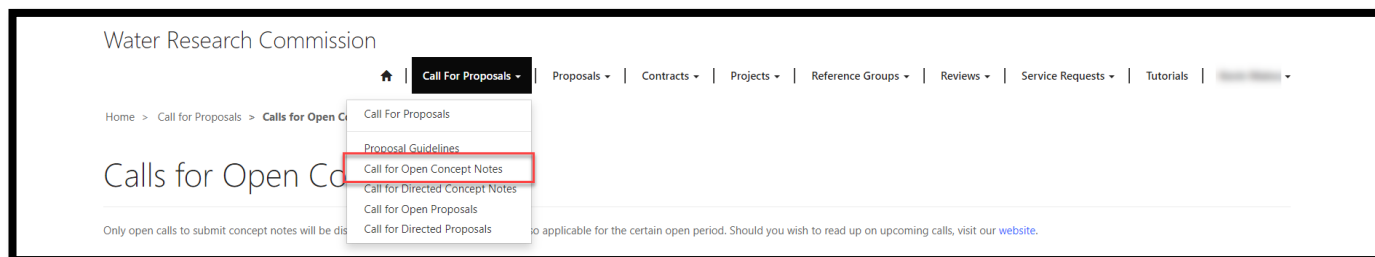 Water Research Commission
Call For Proposals | Proposals | Contracts | Projects | Reference Groups | Reviews | Service Requests | Tutorials |
Home > Call for Proposals > Calls for Open C
Call For Proposals
Proposal Guidelines
Call for Open Concept Notes
Call for Directed Concept Notes
Call for Open Proposals
Call for Directed Proposals
Calls for Open Co
Only open calls to submit concept notes will be dis
so applicable for the certain open period. Should you wish to read up on upcoming calls, visit our website.